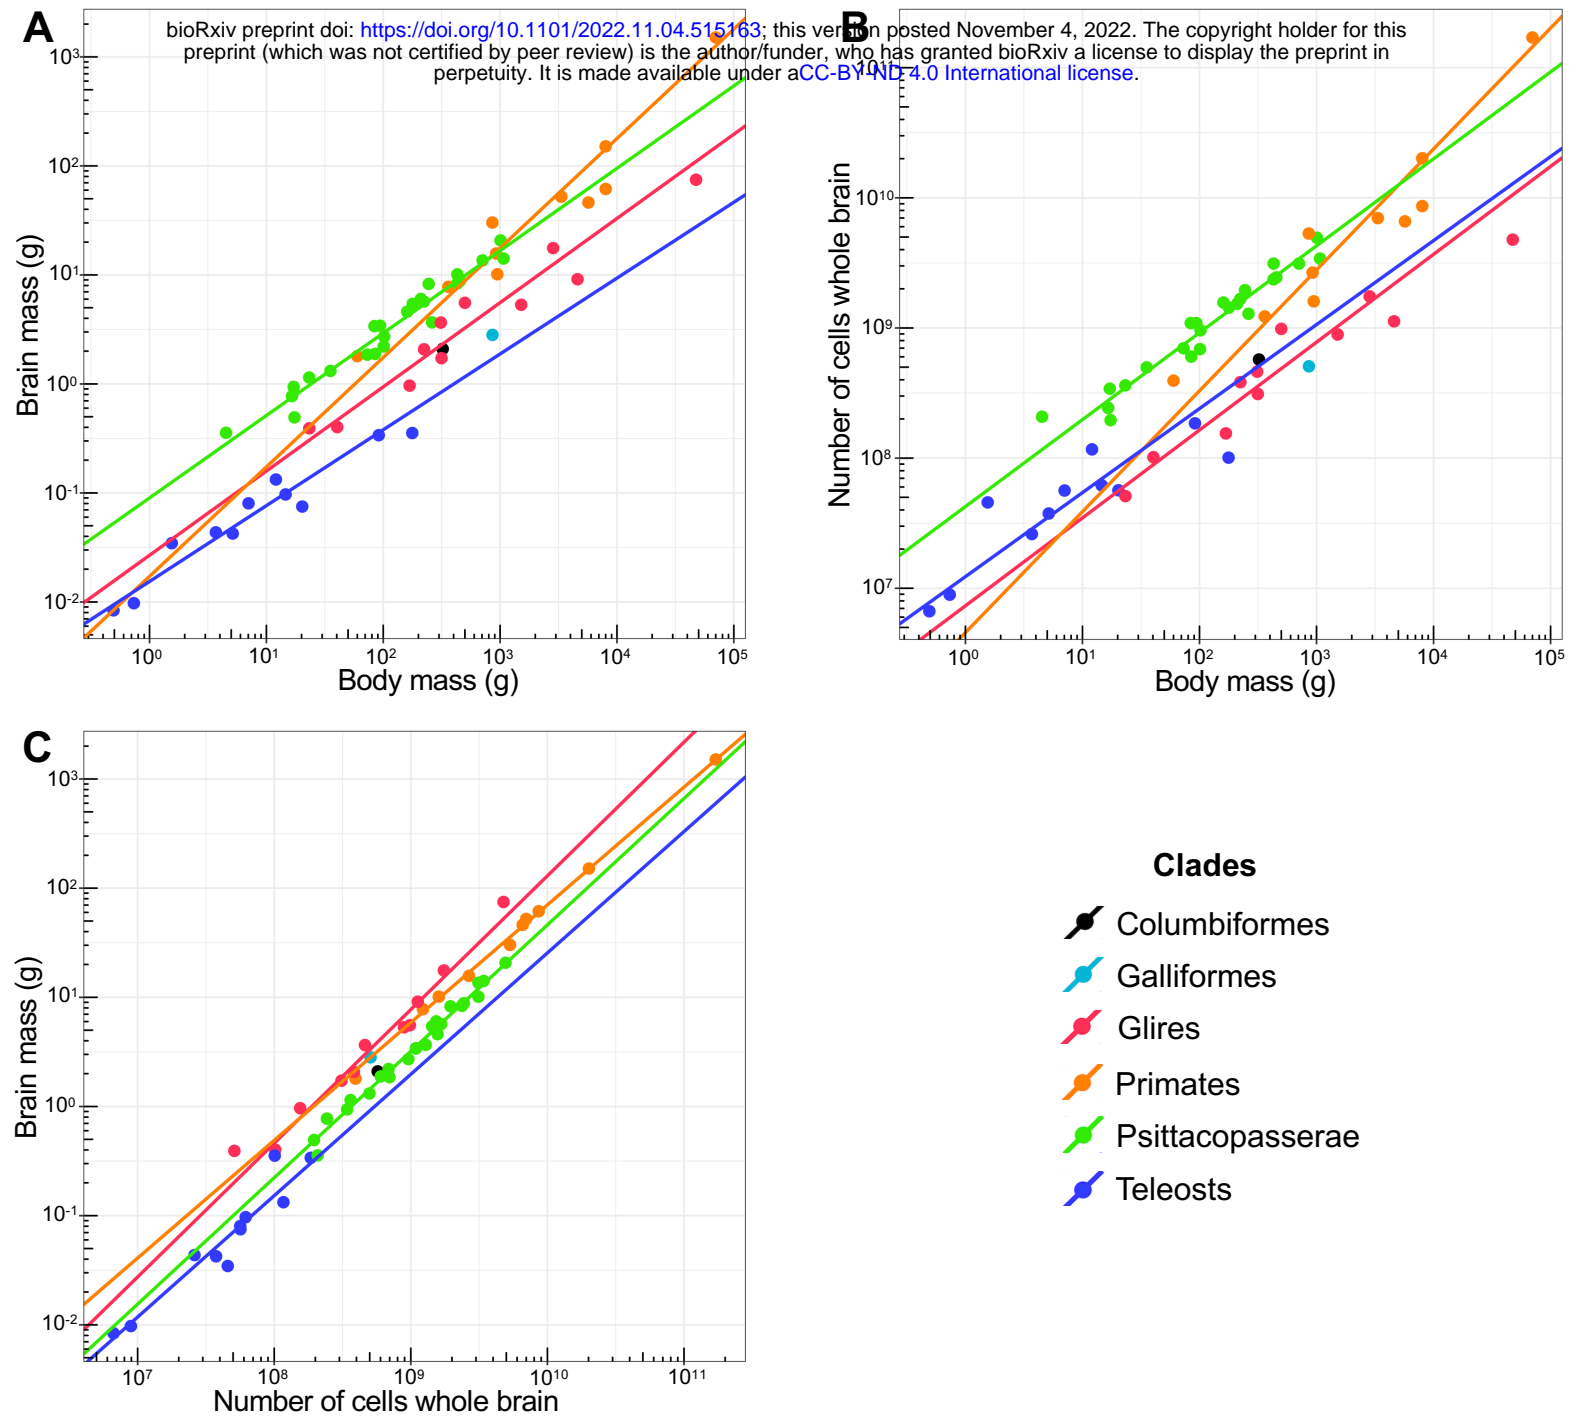 bioRxiv preprint doi: https://doi.org/10.1101/2022.11.04.515163; this version posted November 4, 2022. The copyright holder for this
preprint (which was not certified by peer review) is the author/funder, who has granted bioRxiv a license to display the preprint in
perpetuity. It is made available under aCC-BY-ND 4.0 International license.
A
Brain mass (g)
10³
10²
10¹
10⁰
10⁻¹
10⁻²
10⁰ 10¹ 10² 10³ 10⁴ 10⁵
Body mass (g)
B
Number of cells whole brain
10¹¹
10¹⁰
10⁹
10⁸
10⁷
10⁰ 10¹ 10² 10³ 10⁴ 10⁵
Body mass (g)
C
Brain mass (g)
10³
10²
10¹
10⁰
10⁻¹
10⁻²
10⁷ 10⁸ 10⁹ 10¹⁰ 10¹¹
Number of cells whole brain
Clades
Columbiformes
Galliformes
Glires
Primates
Psittacopasserae
Teleosts